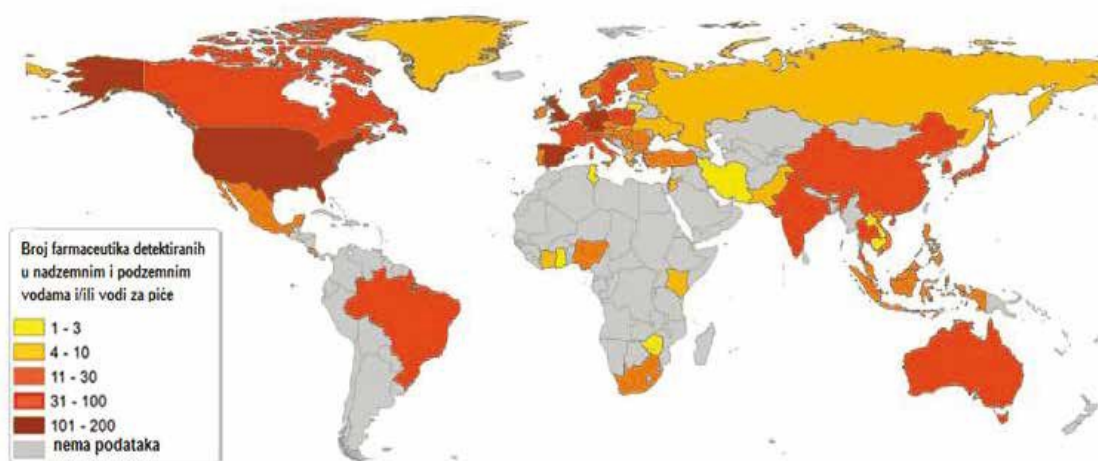 Broj farmaceutika detektiranih
u nadzemnim i podzemnim
vodama i/ili vodi za piće
1 - 3
4 - 10
11 - 30
31 - 100
101 - 200
nema podataka